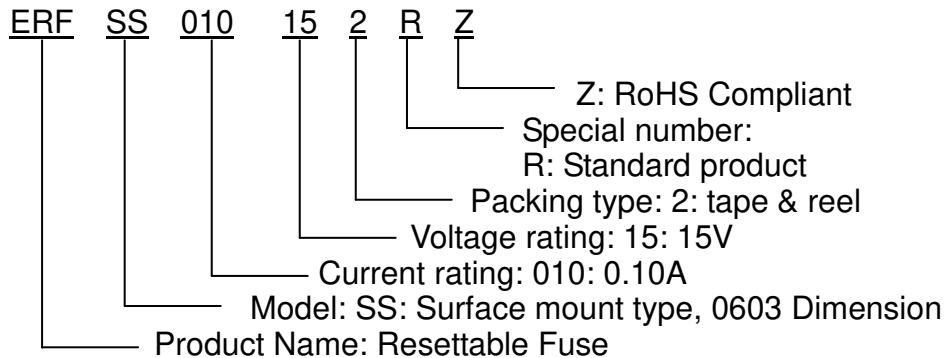 ERF SS 010 15 2 R Z
Z: RoHS Compliant
Special number:
R: Standard product
Packing type: 2: tape & reel
Voltage rating: 15: 15V
Current rating: 010: 0.10A
Model: SS: Surface mount type, 0603 Dimension
Product Name: Resettable Fuse